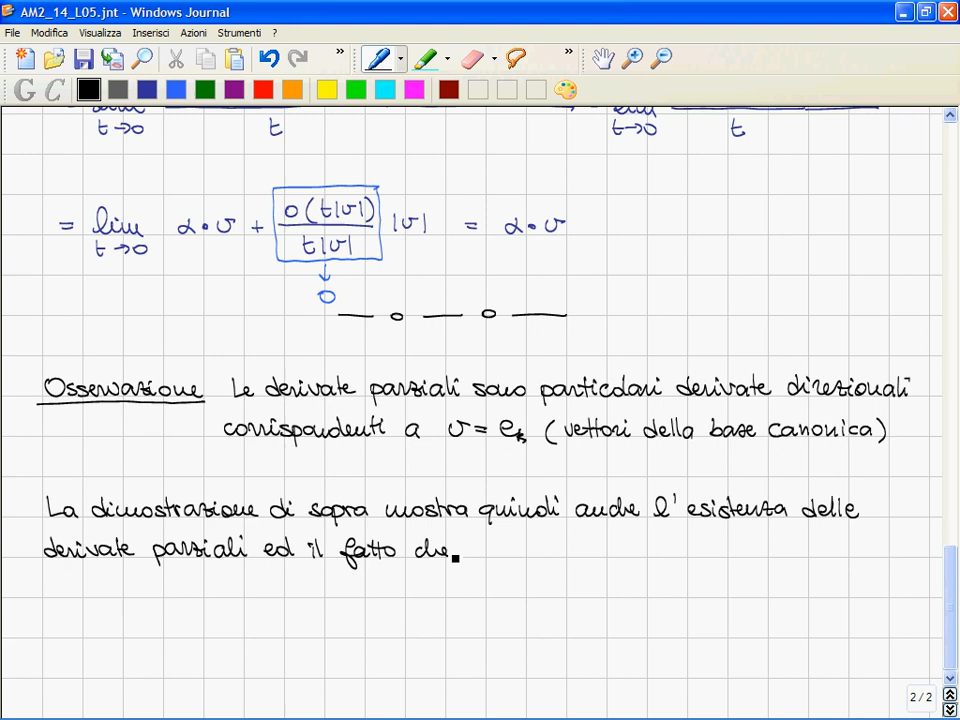 AM2_14_L05.jnt - Windows Journal
File Modifica Visualizza Inserisci Azioni Strumenti ?
G C
t→0 t t→0 t
= lim t→0 α•v + o(t|v|) / t|v| |v| = α•v
↓
0
— o — o —
Osservazione Le derivate parziali sono particolari derivate direzionali
corrispondenti a v = e_k (vettori della base canonica)
La dimostrazione di sopra mostra quindi anche l'esistenza delle
derivate parziali ed il fatto che
2 / 2